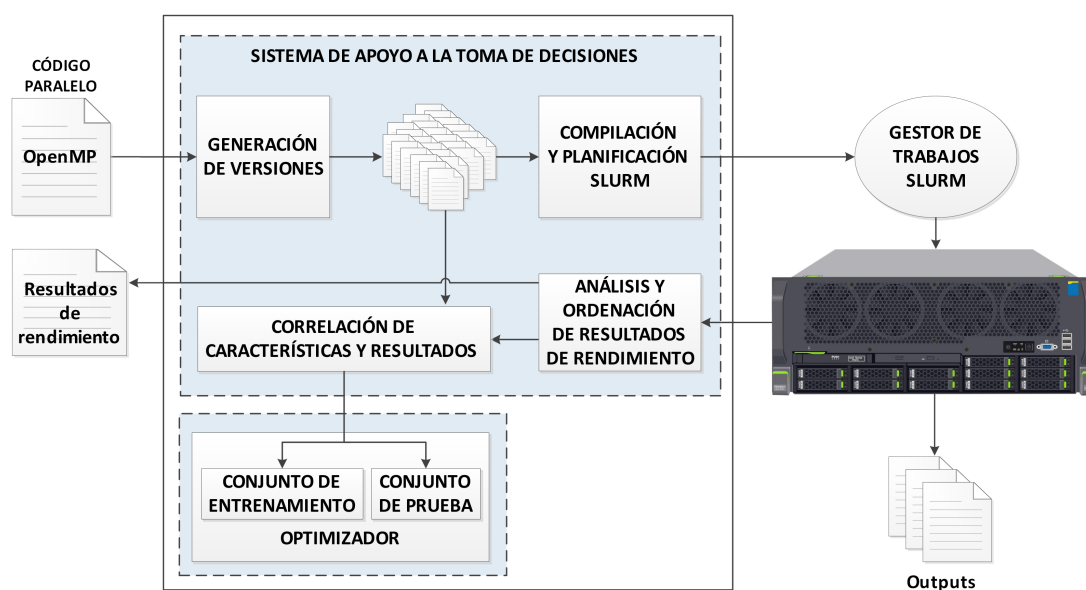 SISTEMA DE APOYO A LA TOMA DE DECISIONES
CÓDIGO
PARALELO
OpenMP
GENERACIÓN
DE VERSIONES
COMPILACIÓN
Y PLANIFICACIÓN
SLURM
GESTOR DE
TRABAJOS
SLURM
Resultados
de
rendimiento
CORRELACIÓN DE
CARACTERÍSTICAS Y RESULTADOS
ANÁLISIS Y
ORDENACIÓN
DE RESULTADOS
DE RENDIMIENTO
CONJUNTO DE
ENTRENAMIENTO
CONJUNTO
DE PRUEBA
OPTIMIZADOR
Outputs